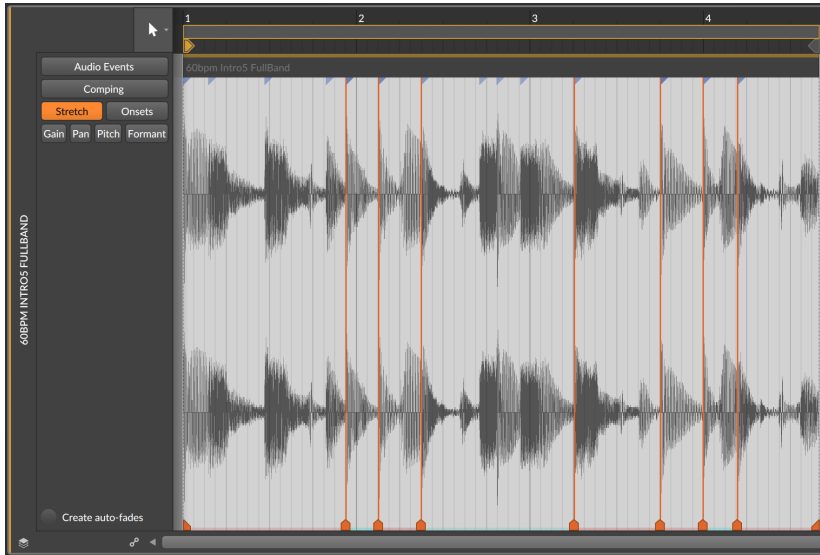 1 2 3 4
60bpm Intro5 FullBand
Audio Events
Comping
Stretch Onsets
Gain Pan Pitch Formant
60BPM INTRO5 FULLBAND
Create auto-fades